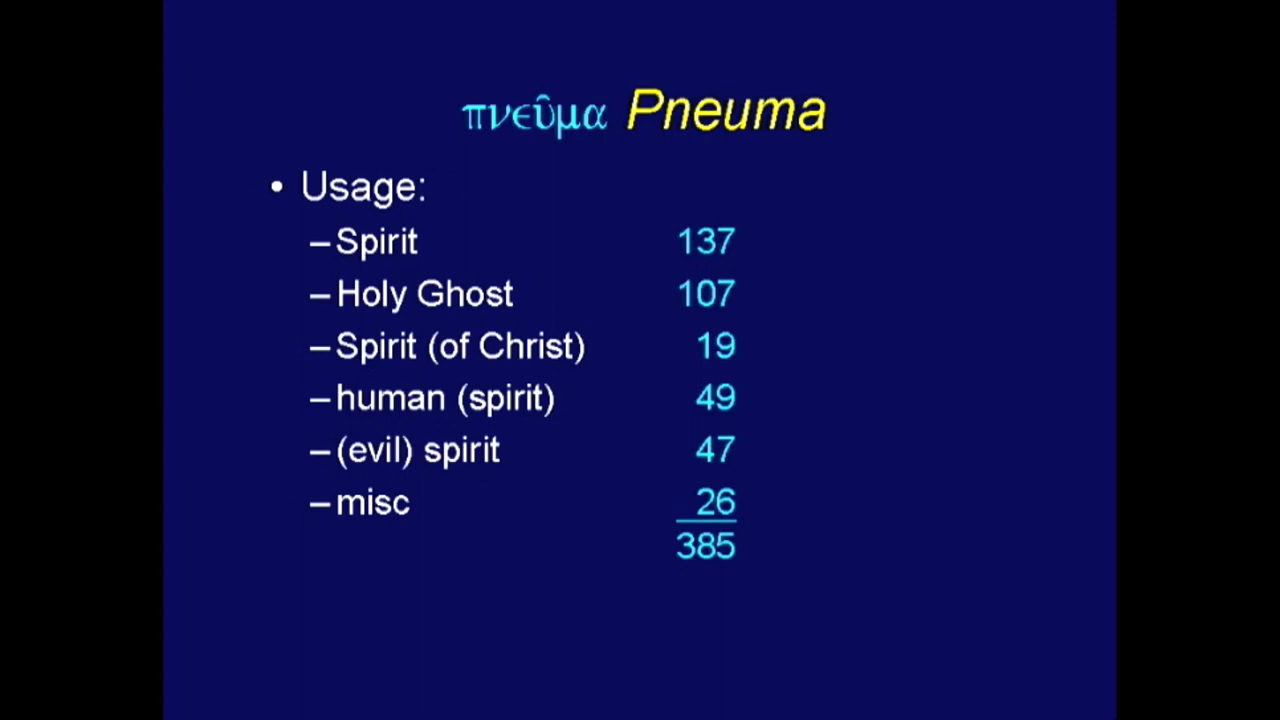 πνεῦμα Pneuma
• Usage:
– Spirit 137
– Holy Ghost 107
– Spirit (of Christ) 19
– human (spirit) 49
– (evil) spirit 47
– misc 26
385